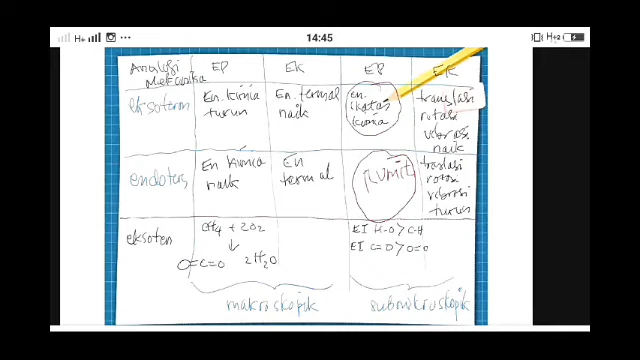 14:45
Analogi Mekanika
EP
EK
EP
EK
eksoterm
En. kimia turun
En. termal naik
en. ikatan kimia
translasi
rotasi
vibrasi
naik
endoterm
En kimia naik
En termal
RUMIT
traslasi
rotasi
vibrasi
turun
eksoterm
CH4 + 2O2
O=C=O 2H2O
EI H-O > C-H
EI C=O > O=O
makroskopik
submikroskopik